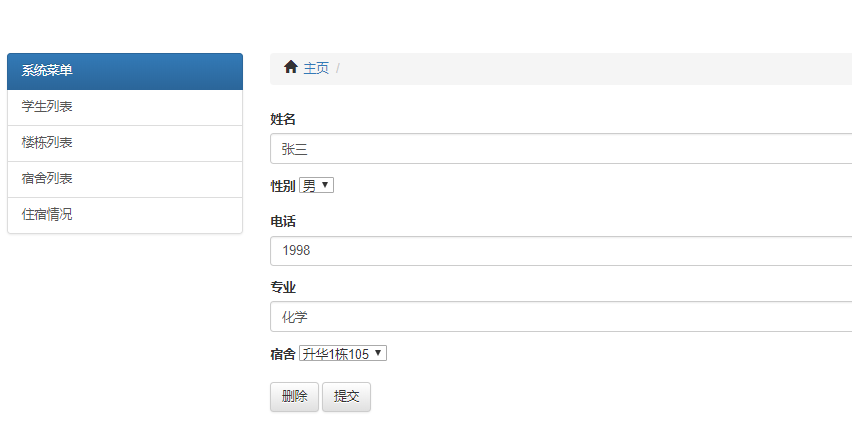 系统菜单
学生列表
楼栋列表
宿舍列表
住宿情况
主页 /
姓名
张三
性别 男
电话
1998
专业
化学
宿舍 升华1栋105
删除 提交